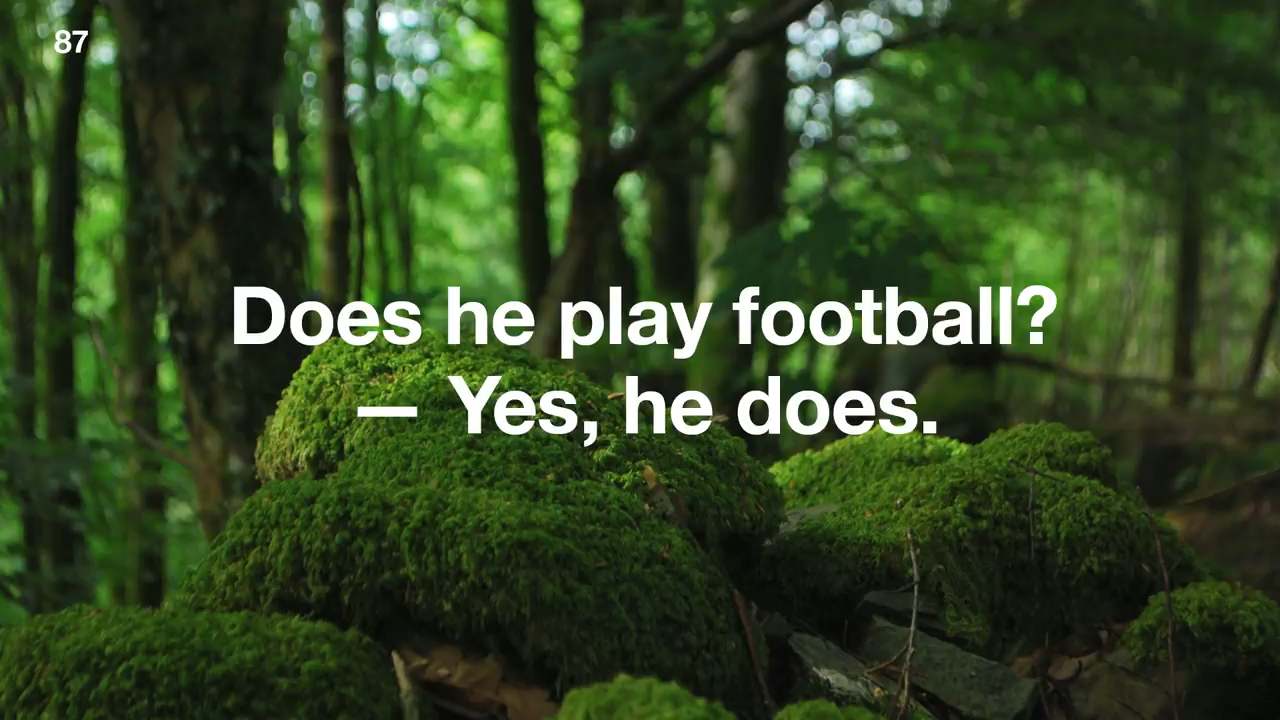 87
Does he play football?
— Yes, he does.